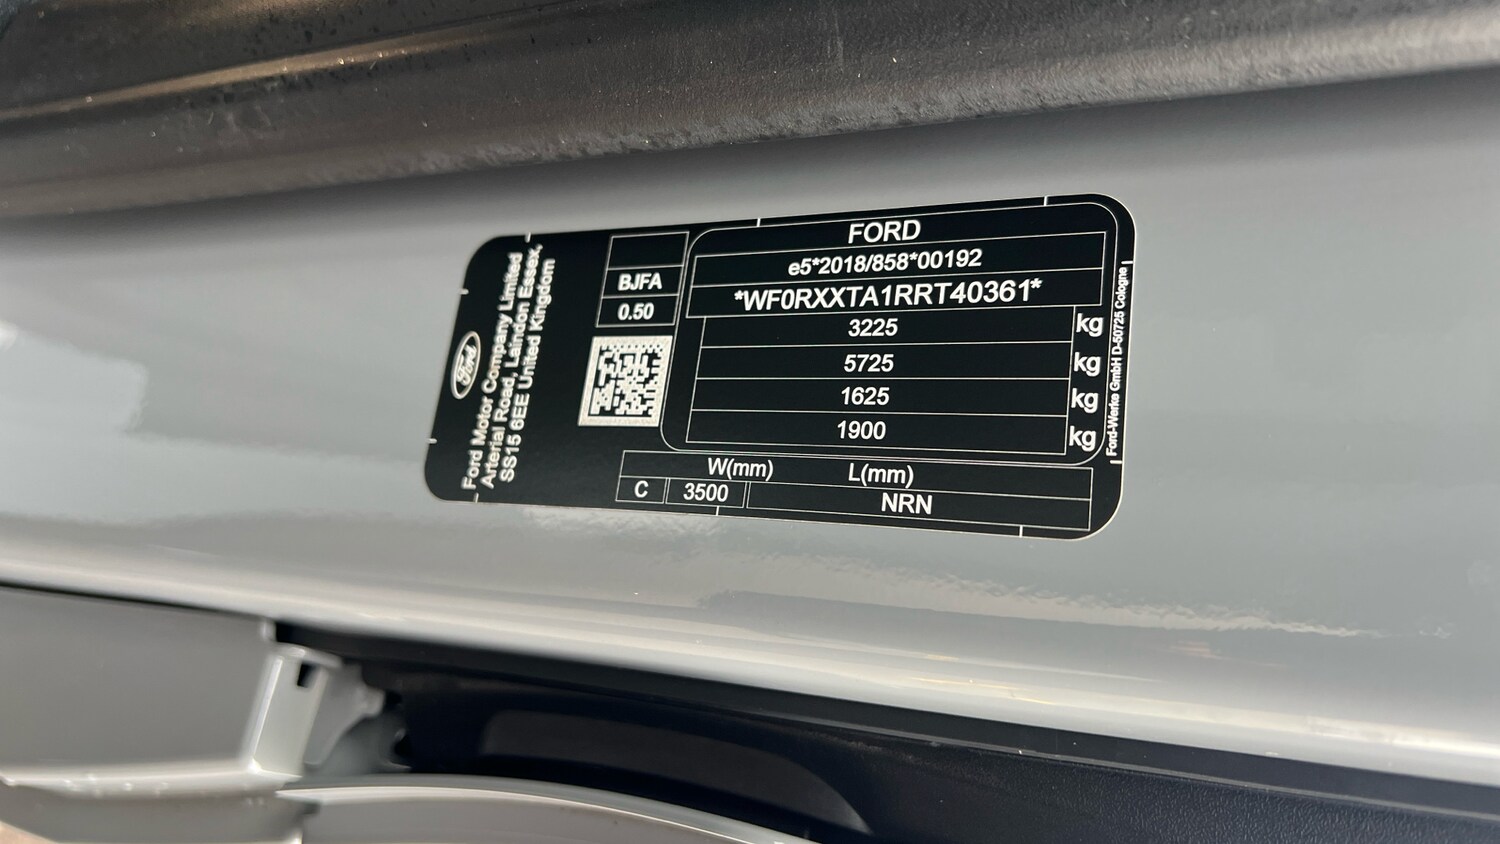 Ford
Ford Motor Company Limited
Arterial Road, Laindon Essex,
SS15 6EE United Kingdom
BJFA
0.50
FORD
e5*2018/858*00192
*WF0RXXTA1RRT40361*
3225 kg
5725 kg
1625 kg
1900 kg
Ford-Werke GmbH D-50725 Cologne
W(mm) L(mm)
C 3500 NRN